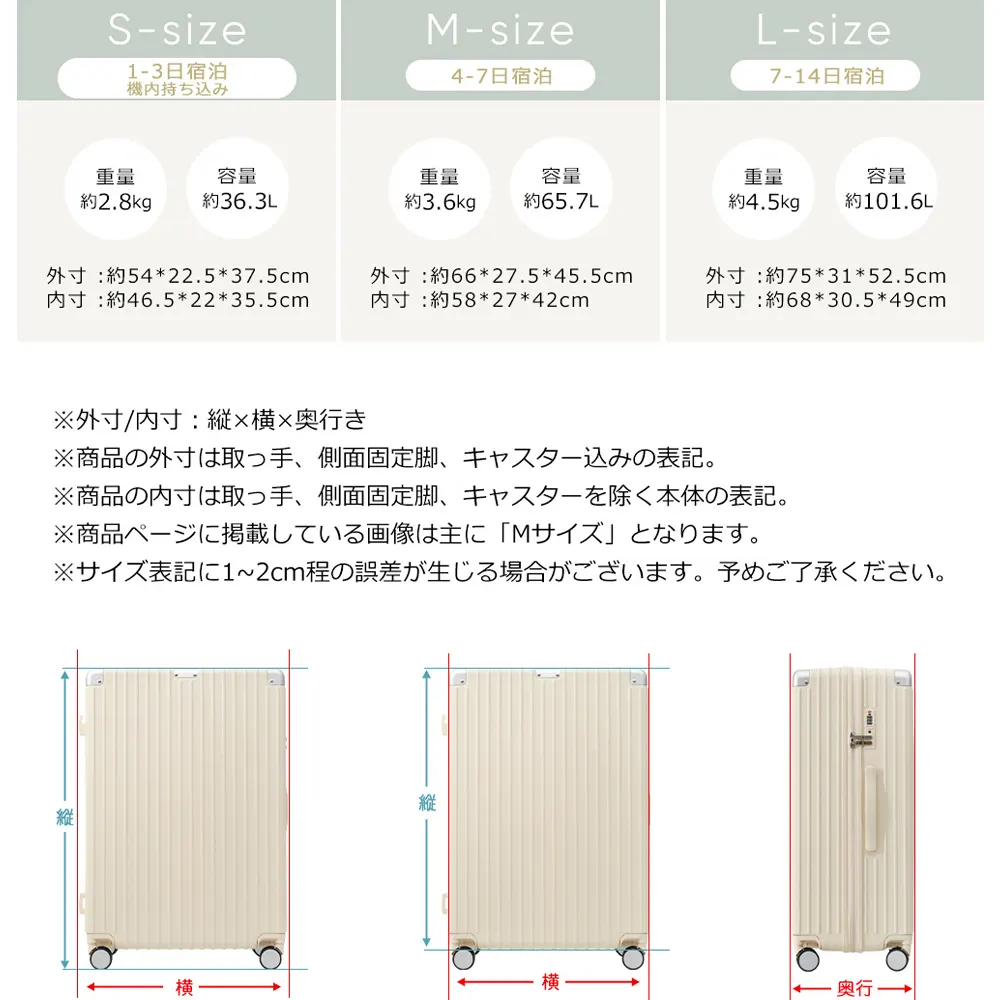 S-size
1-3日宿泊
機内持ち込み
重量
約2.8kg
容量
約36.3L
外寸 :約54*22.5*37.5cm
内寸 :約46.5*22*35.5cm
M-size
4-7日宿泊
重量
約3.6kg
容量
約65.7L
外寸 :約66*27.5*45.5cm
内寸 :約58*27*42cm
L-size
7-14日宿泊
重量
約4.5kg
容量
約101.6L
外寸 :約75*31*52.5cm
内寸 :約68*30.5*49cm
※外寸/内寸：縦×横×奥行き
※商品の外寸は取っ手、側面固定脚、キャスター込みの表記。
※商品の内寸は取っ手、側面固定脚、キャスターを除く本体の表記。
※商品ページに掲載している画像は主に「Mサイズ」となります。
※サイズ表記に1~2cm程の誤差が生じる場合がございます。予めご了承ください。
縦
横
縦
横
奥行